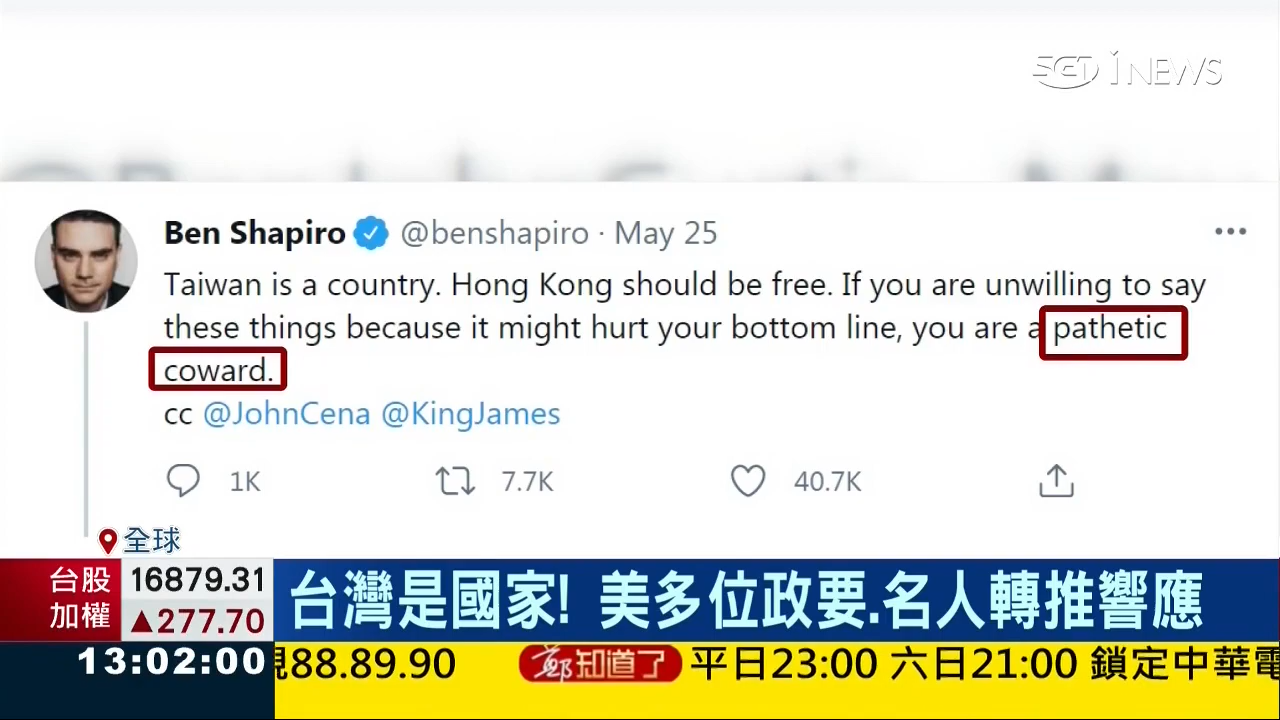 SET iNEWS
Ben Shapiro @benshapiro · May 25
Taiwan is a country. Hong Kong should be free. If you are unwilling to say
these things because it might hurt your bottom line, you are a pathetic
coward.
cc @JohnCena @KingJames
1K 7.7K 40.7K
全球
台股 16879.31
加權 ▲277.70
台灣是國家! 美多位政要.名人轉推響應
13:02:00
88.89.90 鄭知道了 平日23:00 六日21:00 鎖定中華電